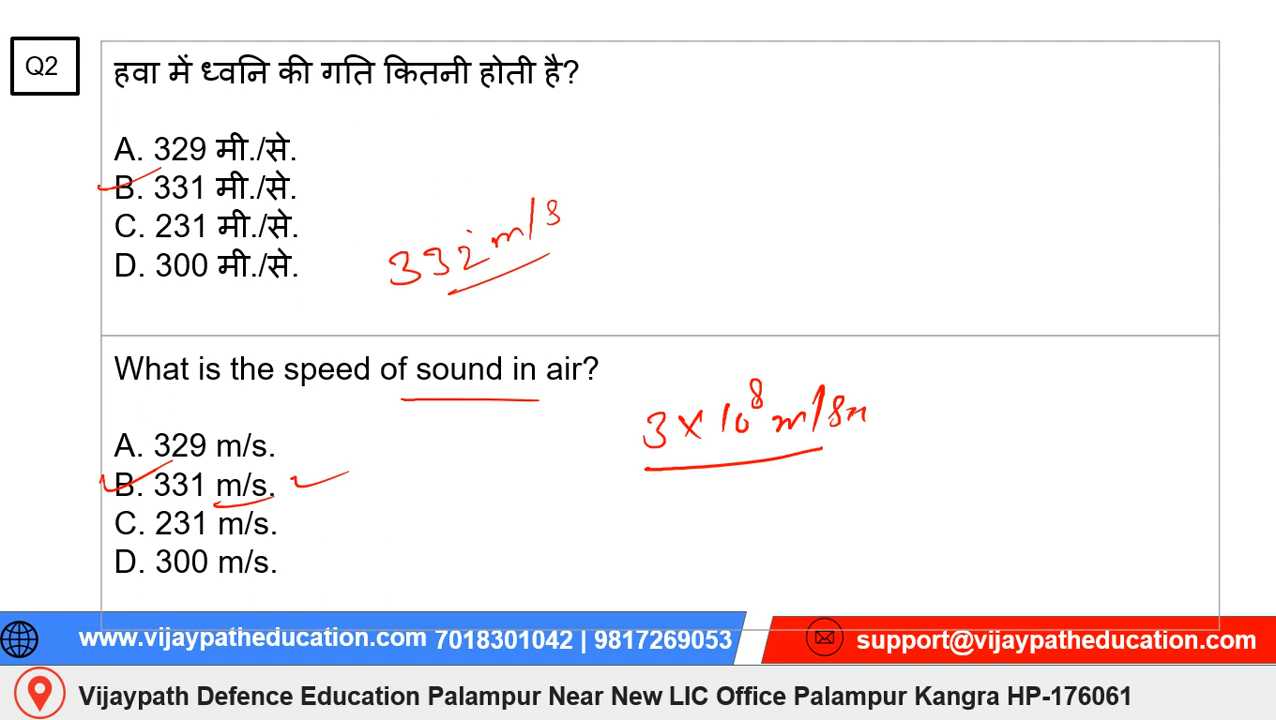 Q2
हवा में ध्वनि की गति कितनी होती है?
A. 329 मी./से.
B. 331 मी./से.
C. 231 मी./से.
D. 300 मी./से.
332 m/s
What is the speed of sound in air?
3 × 10⁸ m/sec
A. 329 m/s.
B. 331 m/s.
C. 231 m/s.
D. 300 m/s.
www.vijaypatheducation.com 7018301042 | 9817269053
support@vijaypatheducation.com
Vijaypath Defence Education Palampur Near New LIC Office Palampur Kangra HP-176061